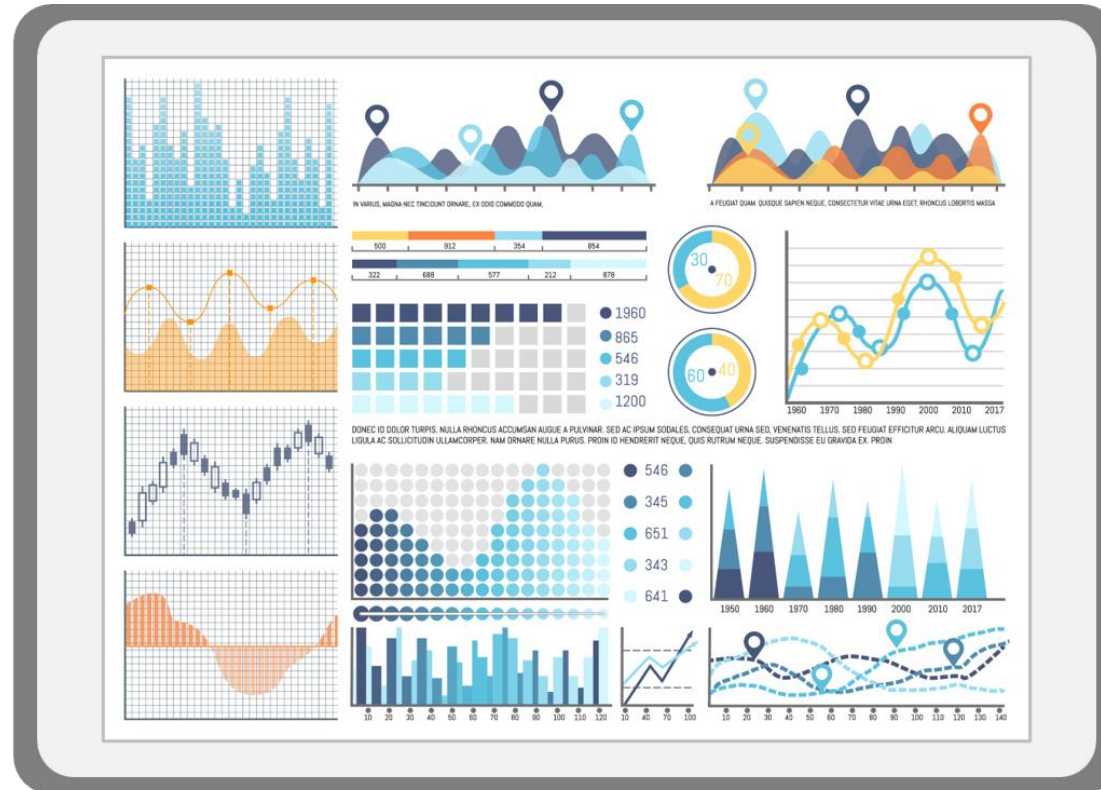 IN VARIUS, MAGNA NEC TINCIDUNT ORNARE, EX ODIO COMMODO QUAM,
A FEUGIAT QUAM. QUISQUE SAPIEN NEQUE, CONSECTETUR VITAE URNA EGET, RHONCUS LOBORTIS MASSA
500 912 354 854
322 688 577 212 878
30
70
60 40
1960
865
546
319
1200
1960 1970 1980 1990 2000 2010 2017
DONEC ID DOLOR TURPIS. NULLA RHONCUS ACCUMSAN AUGUE A PULVINAR. SED AC IPSUM SODALES, CONSEQUAT URNA SED, VENENATIS TELLUS. SED FEUGIAT EFFICITUR ARCU. ALIQUAM LUCTUS
LIGULA AC SOLLICITUDIN ULLAMCORPER. NAM ORNARE NULLA PURUS. PROIN ID HENDRERIT NEQUE, QUIS RUTRUM NEQUE. SUSPENDISSE EU GRAVIDA EX. PROIN
546
345
651
343
641
1950 1960 1970 1980 1990 2000 2010 2017
10 20 30 40 50 60 70 80 90 100 110 120
10 40 70 100
10 20 30 40 50 60 70 80 90 100 110 120 130 140